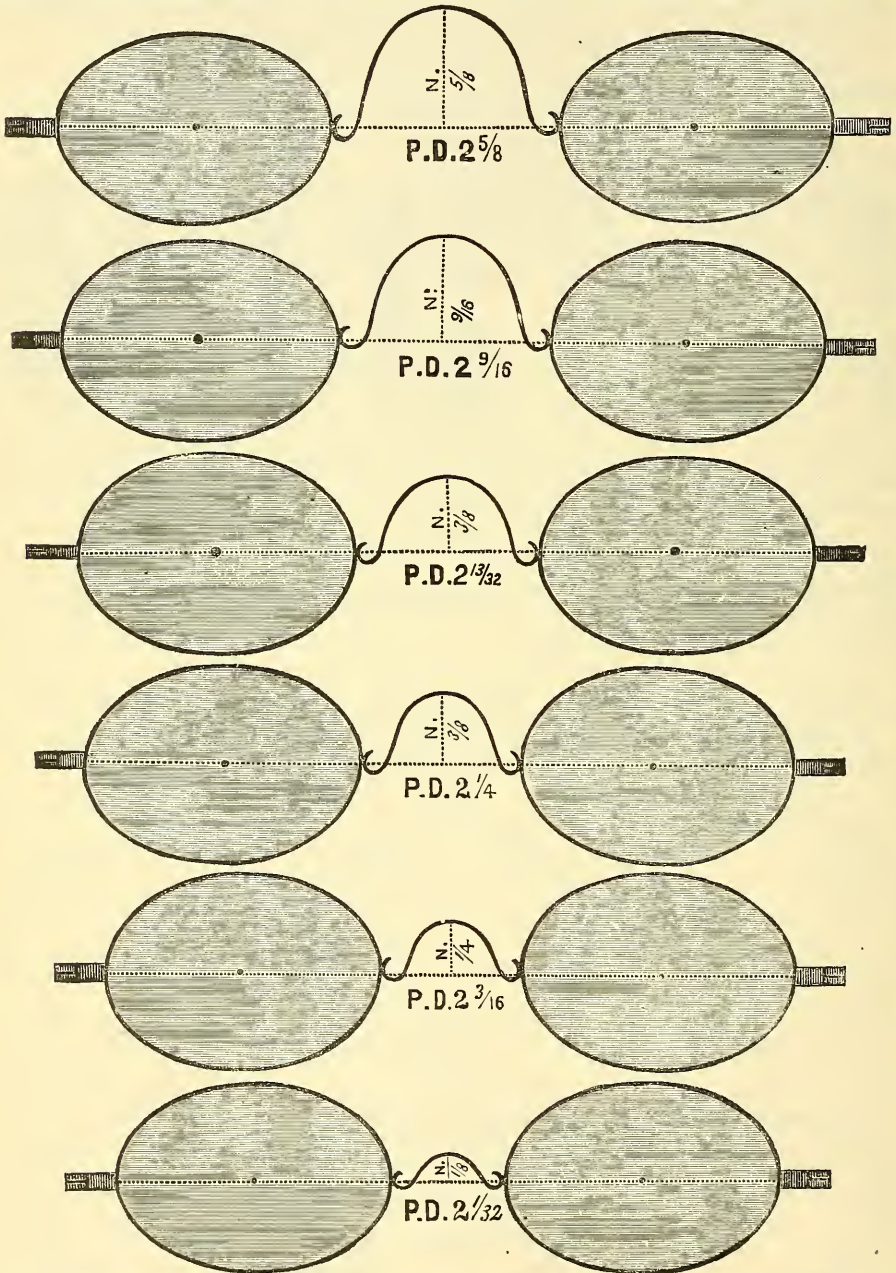 N. 5/8
P.D. 2 5/8
N. 9/16
P.D. 2 9/16
N. 3/8
P.D. 2 13/32
N. 3/8
P.D. 2 1/4
N. 1/4
P.D. 2 3/16
N. 1/8
P.D. 2 1/32